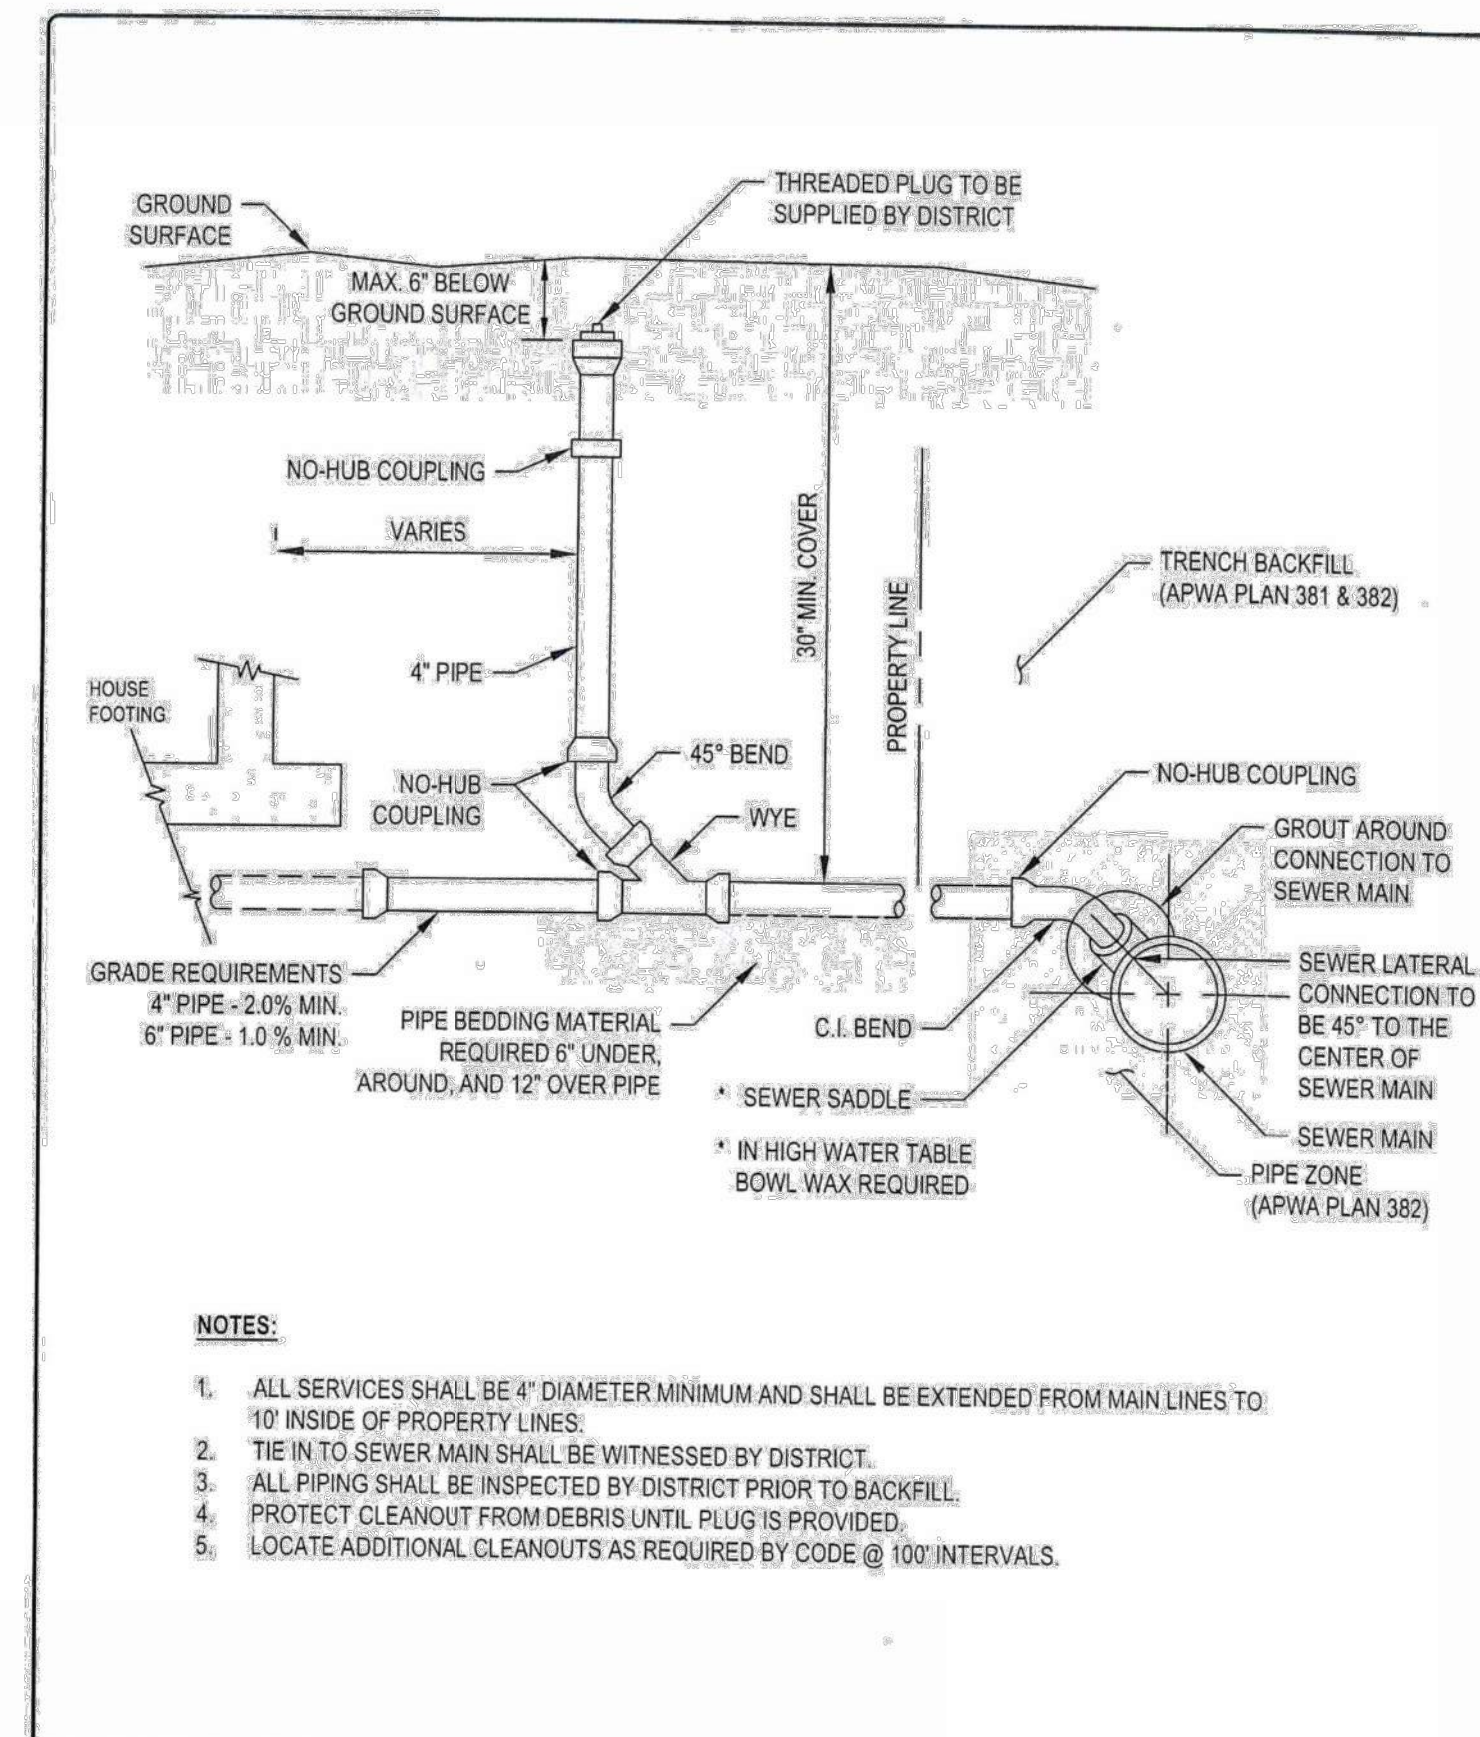 GROUND
SURFACE
THREADED PLUG TO BE
SUPPLIED BY DISTRICT
MAX. 6" BELOW
GROUND SURFACE
NO-HUB COUPLING
VARIES
30" MIN. COVER
PROPERTY LINE
TRENCH BACKFILL
(APWA PLAN 381 & 382)
4" PIPE
HOUSE
FOOTING
45° BEND
NO-HUB
COUPLING
WYE
NO-HUB COUPLING
GROUT AROUND
CONNECTION TO
SEWER MAIN
GRADE REQUIREMENTS
4" PIPE - 2.0% MIN.
6" PIPE - 1.0 % MIN.
PIPE BEDDING MATERIAL
REQUIRED 6" UNDER,
AROUND, AND 12" OVER PIPE
C.I. BEND
* SEWER SADDLE
* IN HIGH WATER TABLE
BOWL WAX REQUIRED
SEWER LATERAL
CONNECTION TO
BE 45° TO THE
CENTER OF
SEWER MAIN
SEWER MAIN
PIPE ZONE
(APWA PLAN 382)
NOTES:
1. ALL SERVICES SHALL BE 4" DIAMETER MINIMUM AND SHALL BE EXTENDED FROM MAIN LINES TO
10' INSIDE OF PROPERTY LINES.
2. TIE IN TO SEWER MAIN SHALL BE WITNESSED BY DISTRICT.
3. ALL PIPING SHALL BE INSPECTED BY DISTRICT PRIOR TO BACKFILL.
4. PROTECT CLEANOUT FROM DEBRIS UNTIL PLUG IS PROVIDED.
5. LOCATE ADDITIONAL CLEANOUTS AS REQUIRED BY CODE @ 100' INTERVALS.